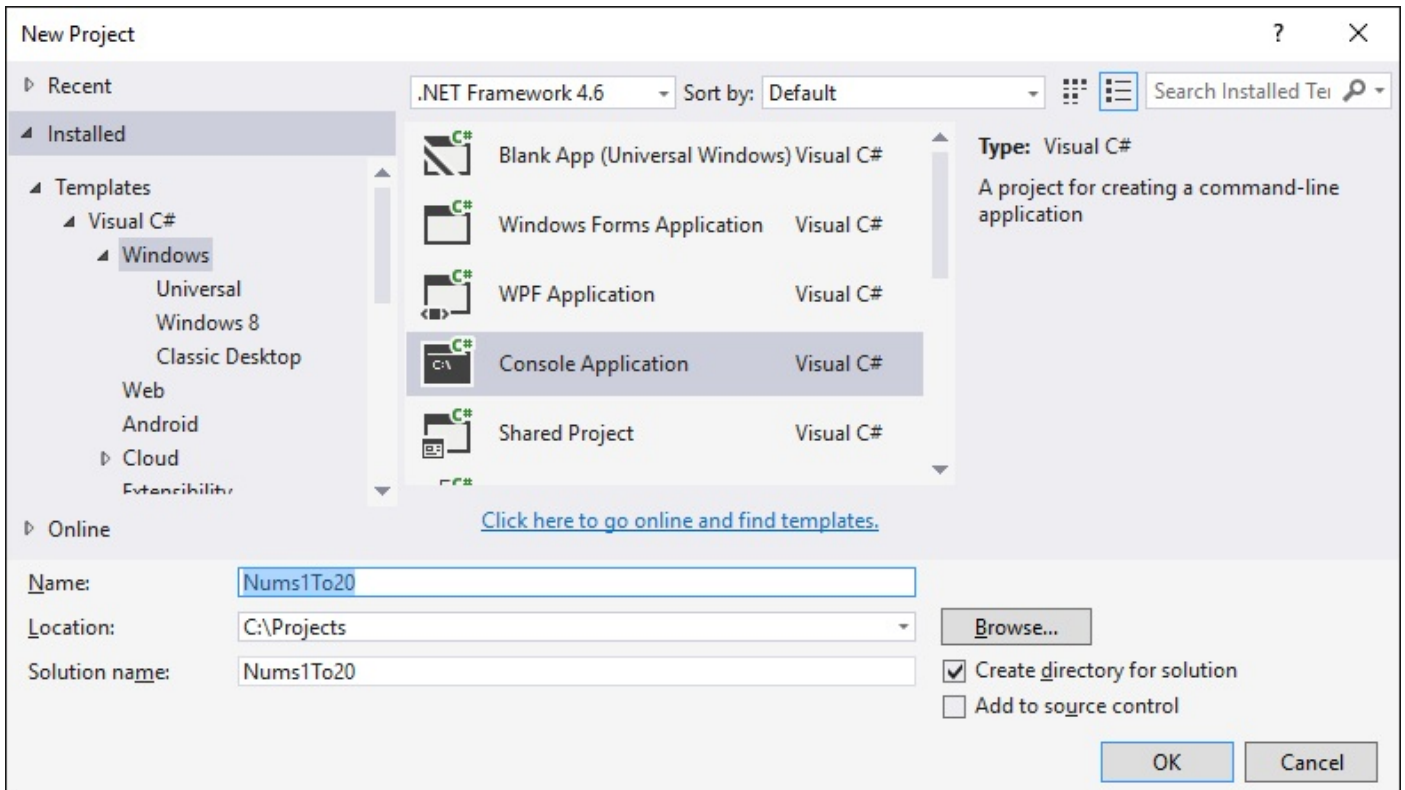 New Project
?
Recent
Installed
Templates
Visual C#
Windows
Universal
Windows 8
Classic Desktop
Web
Android
Cloud
Extensibility
Online
.NET Framework 4.6
Sort by: Default
Search Installed Te
C# Blank App (Universal Windows) Visual C#
C# Windows Forms Application Visual C#
C# WPF Application Visual C#
C# C:\ Console Application Visual C#
C# Shared Project Visual C#
C#
Click here to go online and find templates.
Type: Visual C#
A project for creating a command-line
application
Name: Nums1To20
Location: C:\Projects
Browse...
Solution name: Nums1To20
Create directory for solution
Add to source control
OK Cancel